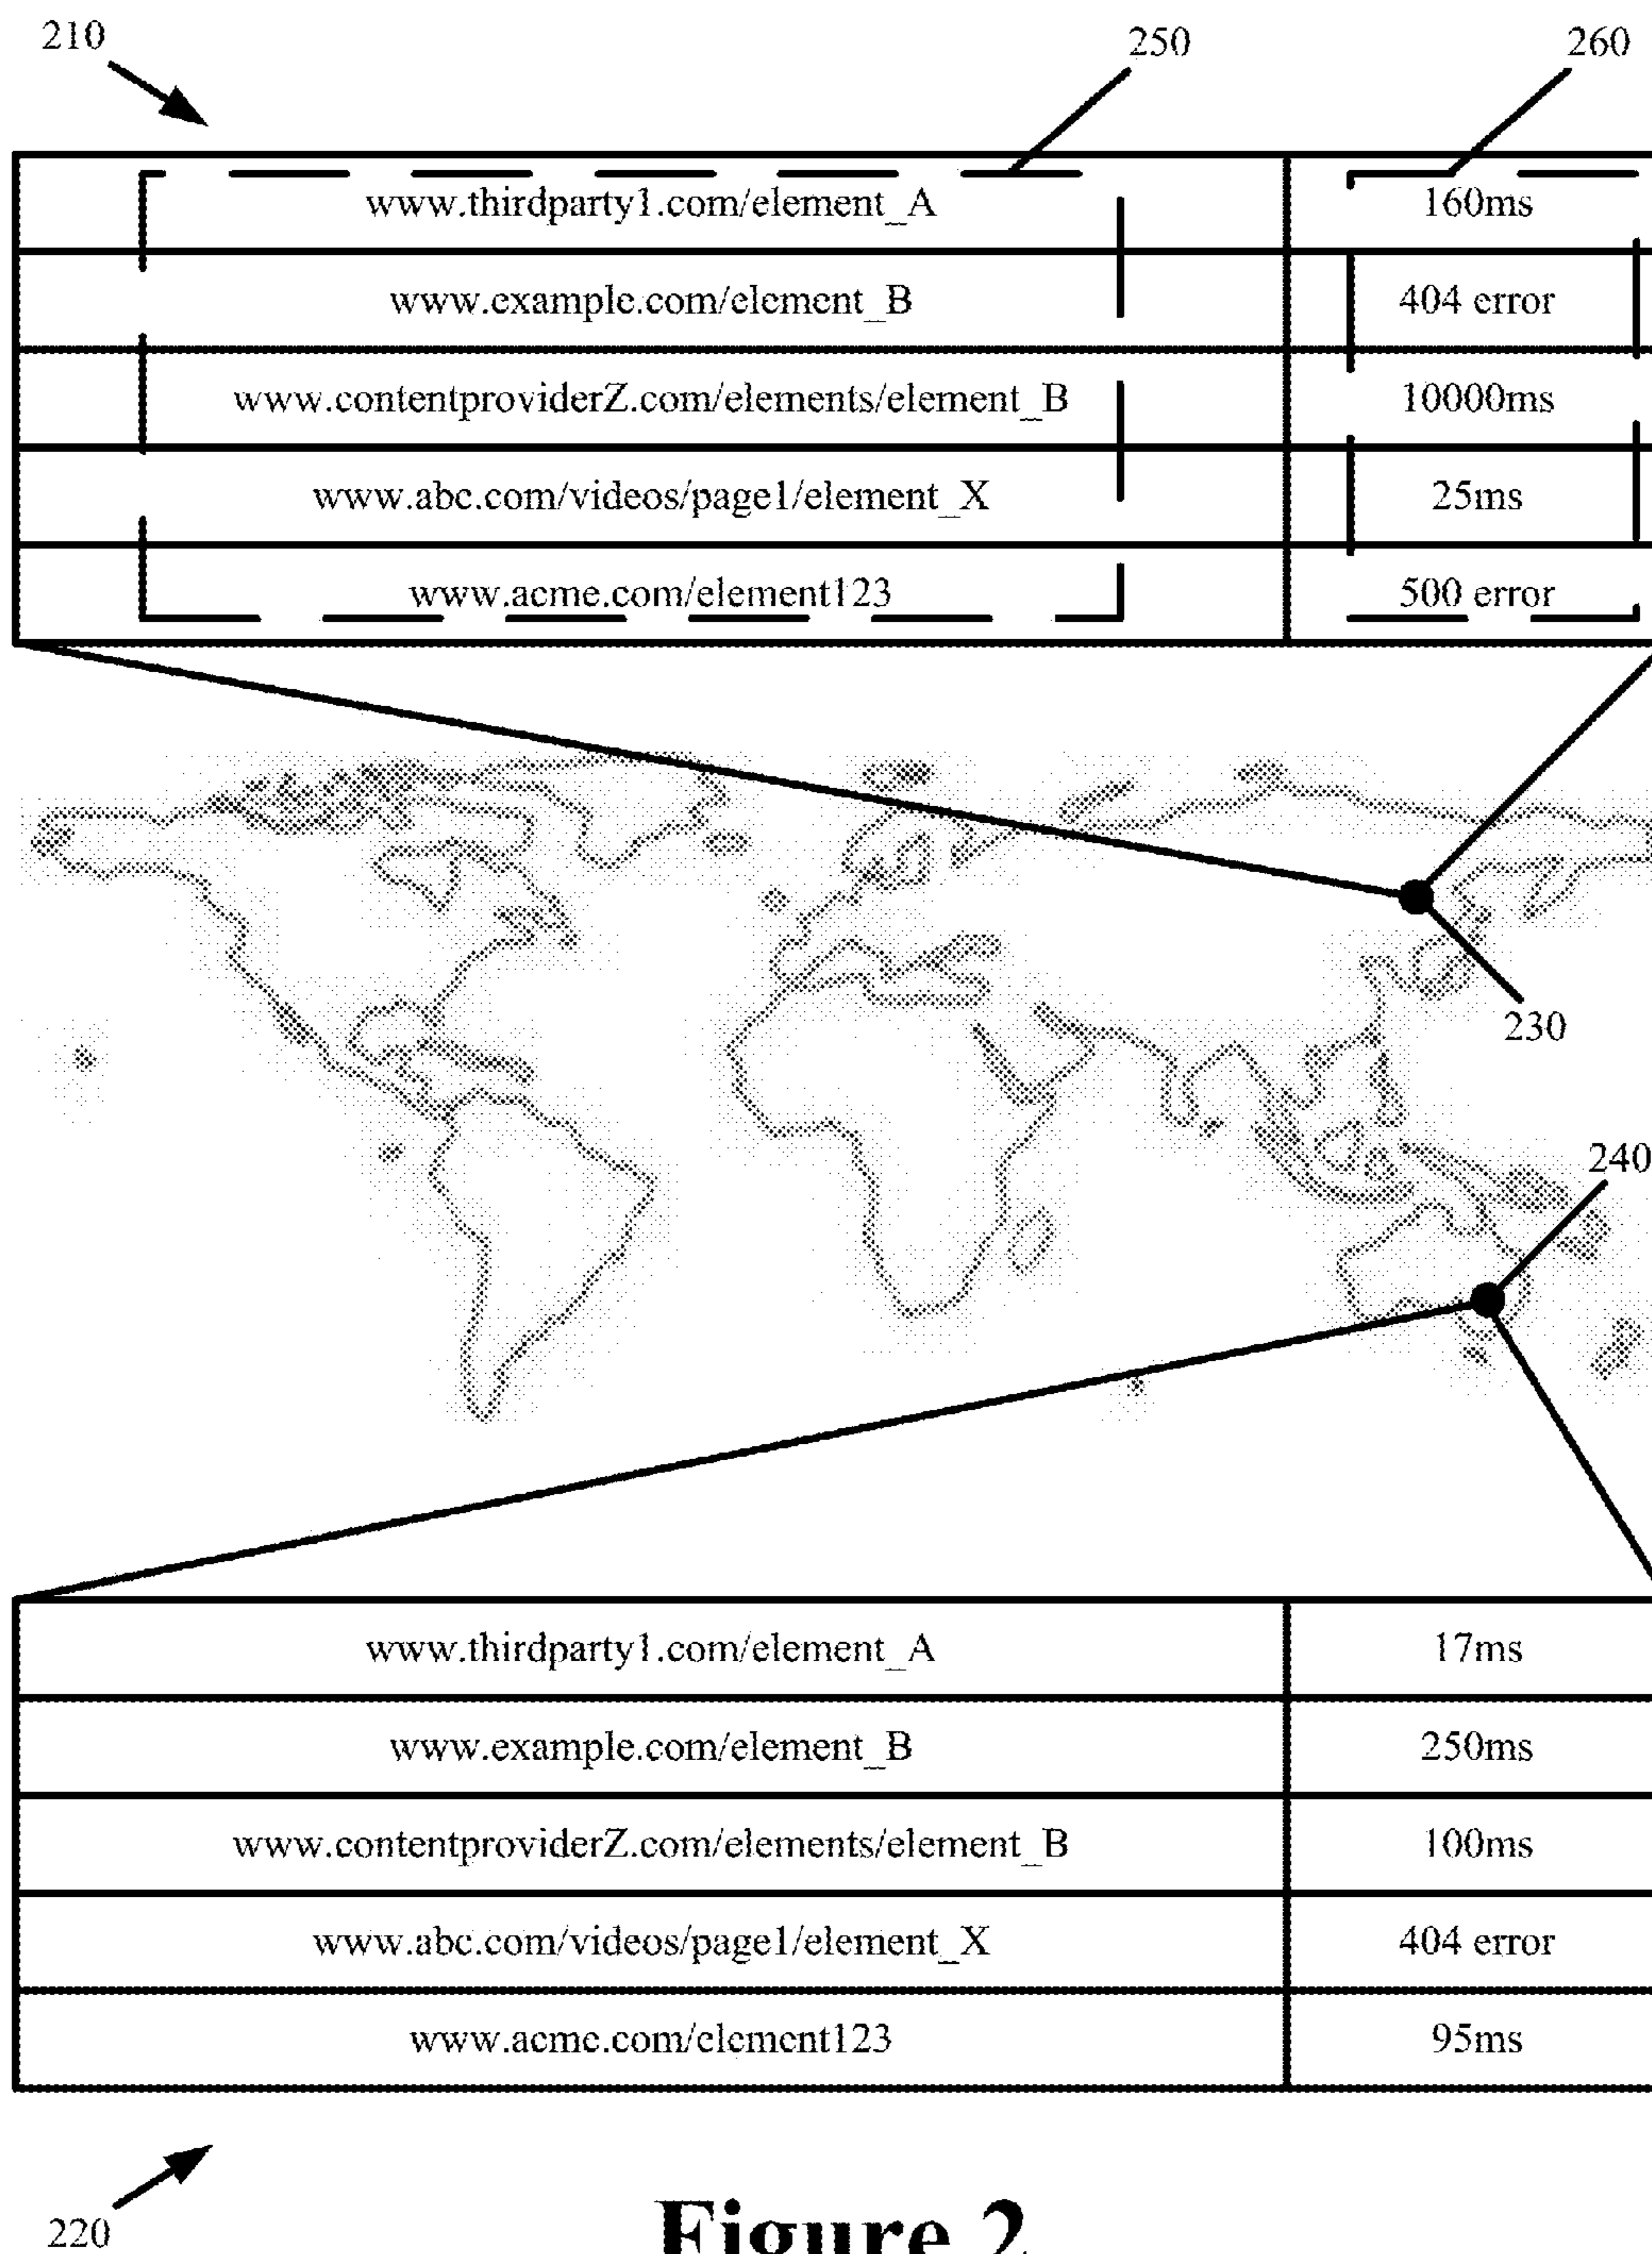 210
250
260
www.thirdparty1.com/element_A 160ms
www.example.com/element_B 404 error
www.contentproviderZ.com/elements/element_B 10000ms
www.abc.com/videos/page1/element_X 25ms
www.acme.com/element123 500 error
230
240
www.thirdparty1.com/element_A 17ms
www.example.com/element_B 250ms
www.contentproviderZ.com/elements/element_B 100ms
www.abc.com/videos/page1/element_X 404 error
www.acme.com/element123 95ms
220
Figure 2